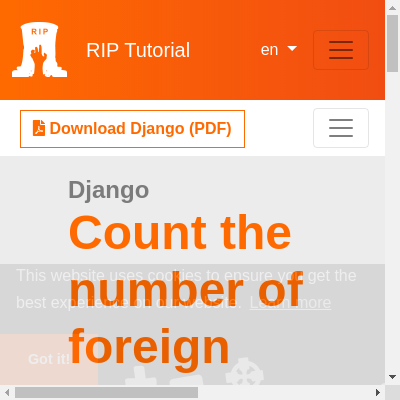 RIP
RIP Tutorial
en
Download Django (PDF)
Django
Count the
number of
foreign
This website uses cookies to ensure you get the
best experience on our website. Learn more
Got it!